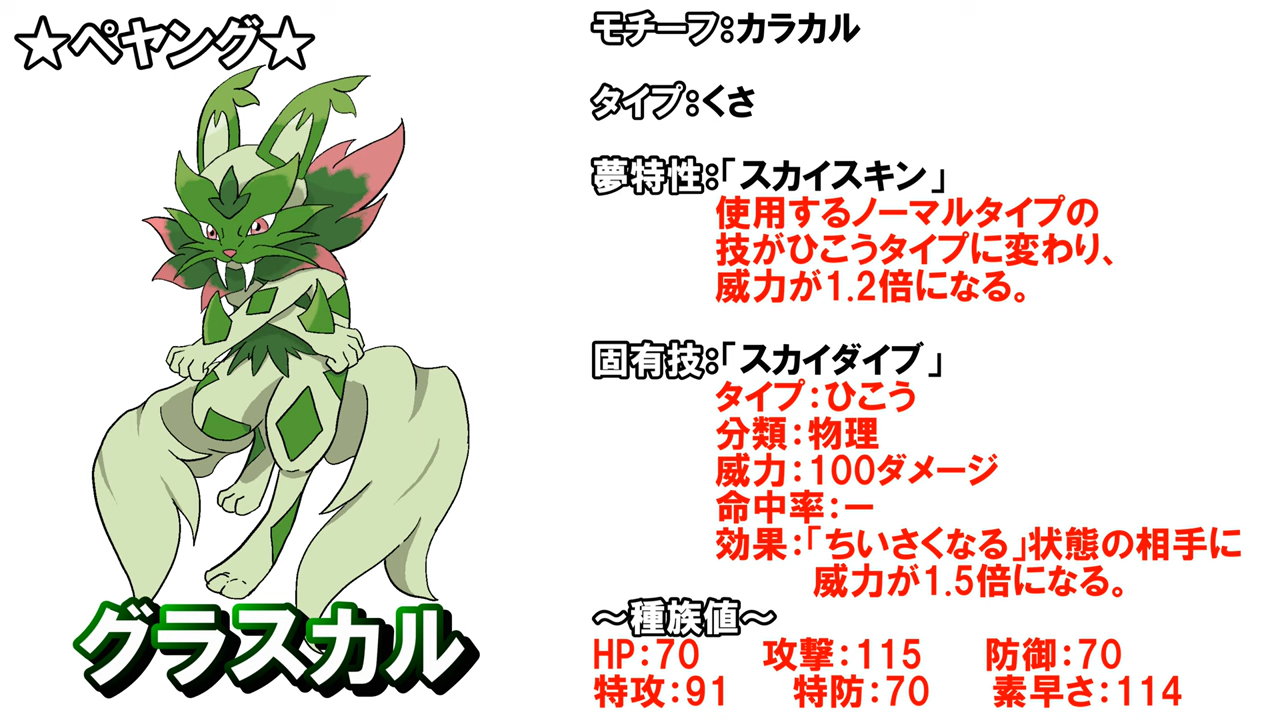 ★ペヤング★
モチーフ:カラカル
タイプ:くさ
夢特性:「スカイスキン」
使用するノーマルタイプの
技がひこうタイプに変わり、
威力が1.2倍になる。
固有技:「スカイダイブ」
タイプ:ひこう
分類:物理
威力:100ダメージ
命中率:ー
効果:「ちいさくなる」状態の相手に
威力が1.5倍になる。
～種族値～
HP:70 攻撃:115 防御:70
特攻:91 特防:70 素早さ:114
グラスカル